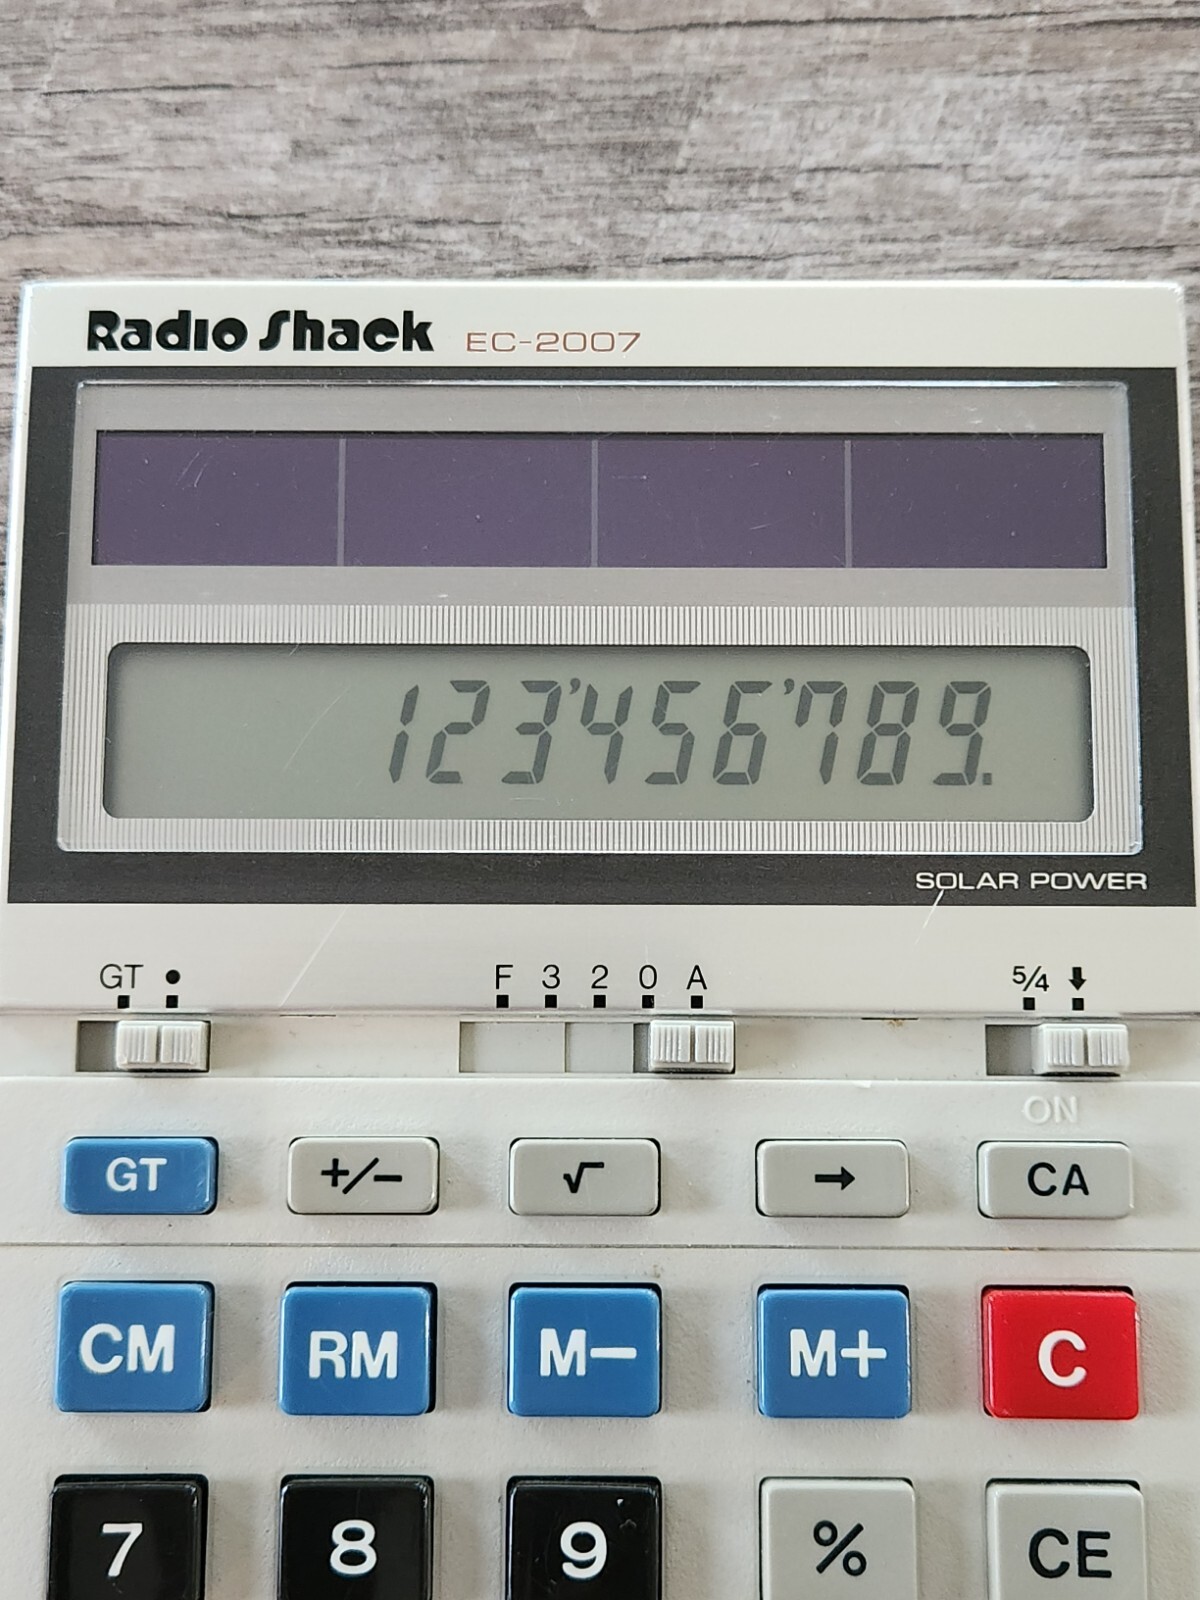 Radio Shack EC-2007
123'456'789.
SOLAR POWER
GT • F 3 2 0 A 5/4 ⬇
ON
GT +/− √ → CA
CM RM M− M+ C
7 8 9 % CE